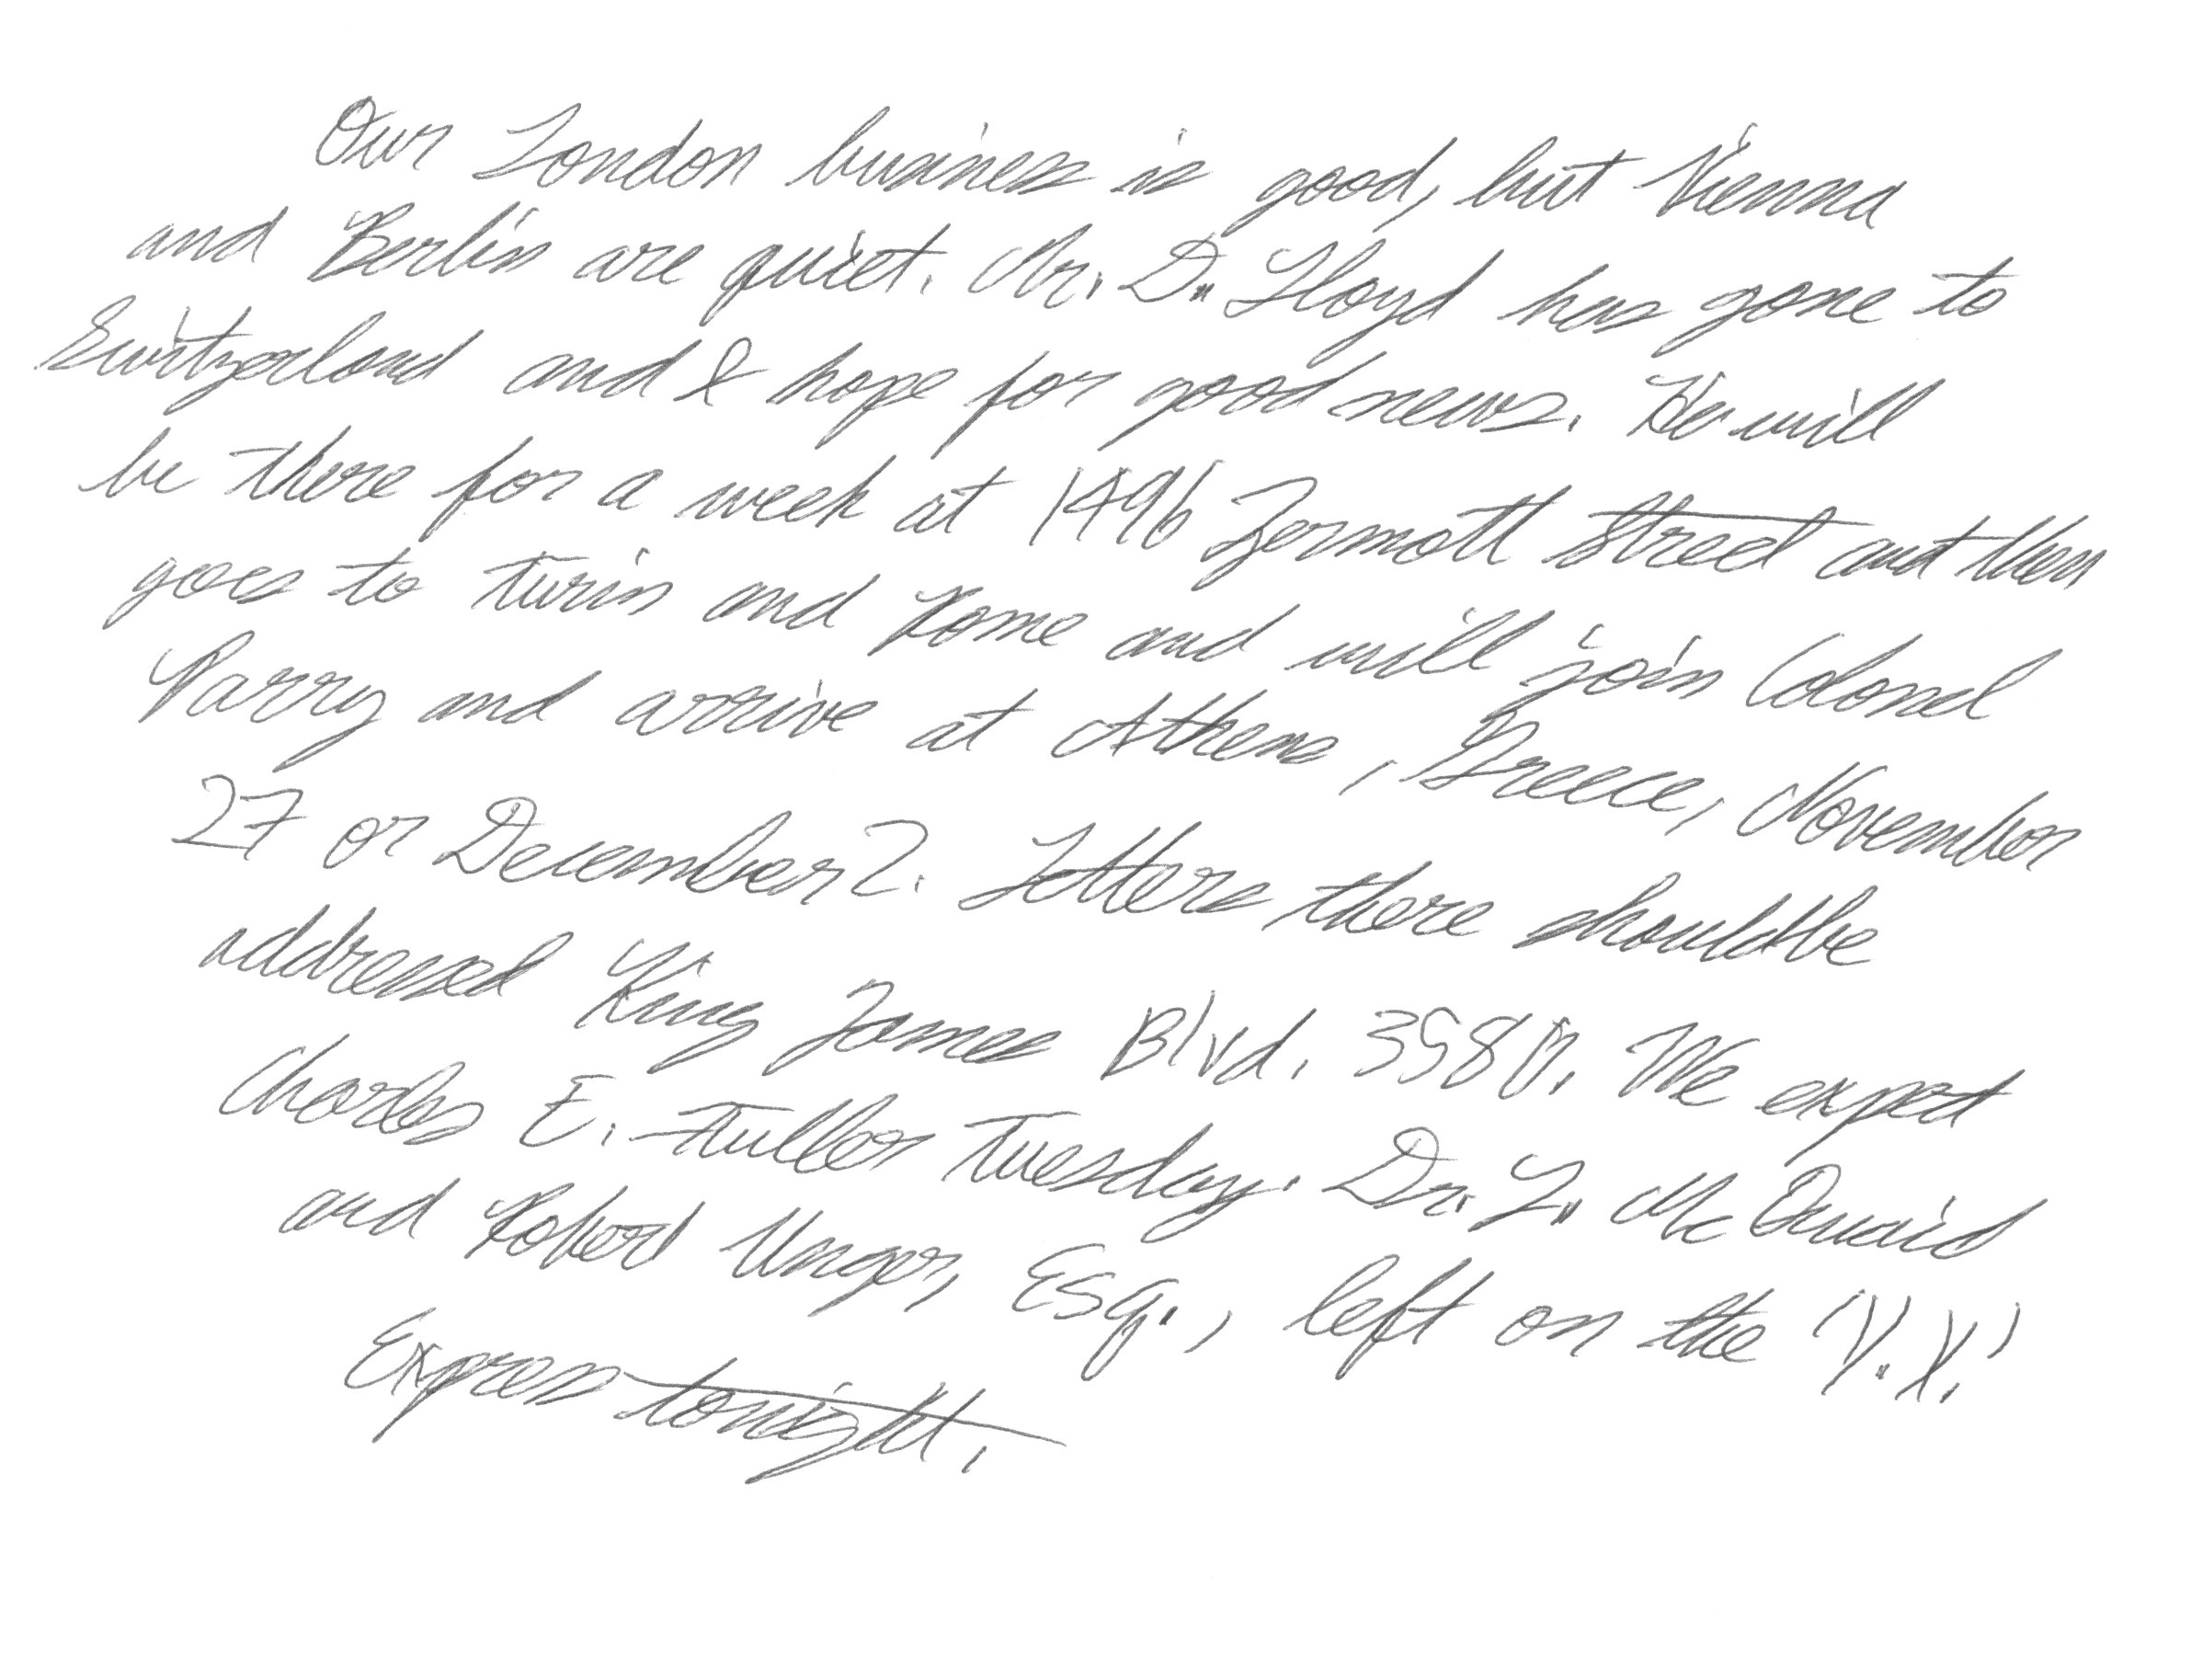 Our London business is good, but Vienna
and Berlin are quiet. Mr. D. Lloyd has gone to
Switzerland and I hope for good news. He will
be there for a week at 1496 Zermott Street and then
goes to Turin and Rome and will join Colonel
Parry and arrive at Athens, Greece, November
27 or December 2. Letters there should be
addressed King James Blvd. 3580. We expect
Charles E. Fuller Tuesday. Dr. L. McQuaid
and Robert Unger, Esq., left on the 'Y.X.'
Express tonight.